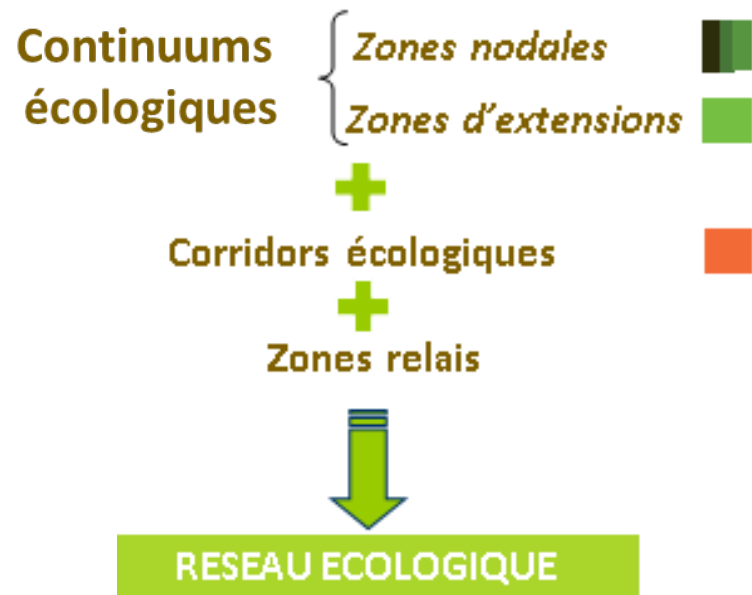 Continuums
écologiques
Zones nodales
Zones d'extensions
Corridors écologiques
Zones relais
RESEAU ECOLOGIQUE